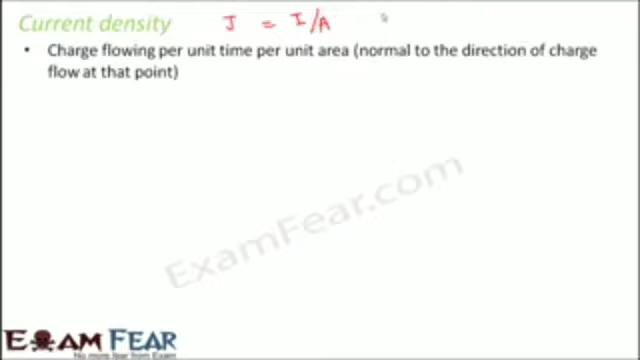 Current density J = I/A
• Charge flowing per unit time per unit area (normal to the direction of charge
flow at that point)
ExamFear.com
EXAM FEAR
No more fear from Exam